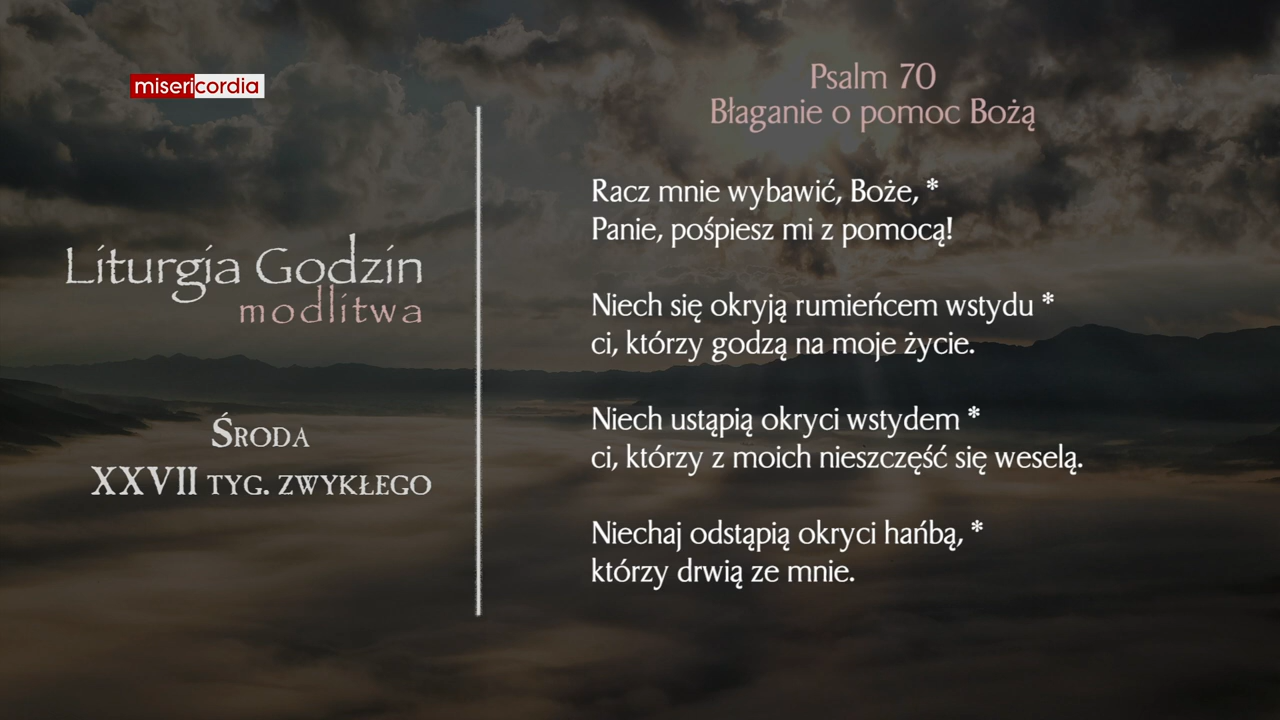 misericordia
Liturgia Godzin
modlitwa
Środa
XXVII TYG. ZWYKŁEGO
Psalm 70
Błaganie o pomoc Bożą
Racz mnie wybawić, Boże, *
Panie, pośpiesz mi z pomocą!
Niech się okryją rumieńcem wstydu *
ci, którzy godzą na moje życie.
Niech ustąpią okryci wstydem *
ci, którzy z moich nieszczęść się weselą.
Niechaj odstąpią okryci hańbą, *
którzy drwią ze mnie.